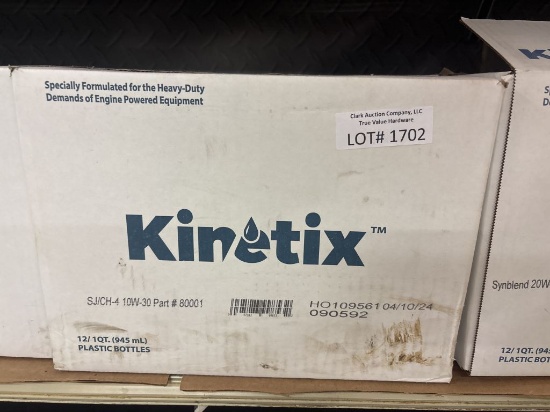 Specially Formulated for the Heavy-Duty
Demands of Engine Powered Equipment
Clark Auction Company, LLC
True Value Hardware
LOT# 1702
Kinetix™
SJ/CH-4 10W-30 Part # 80001
HO10956104/10/24
090592
12/ 1QT. (945 mL)
PLASTIC BOTTLES
Synblend 20W
12/ 1QT. (945
PLASTIC BOT